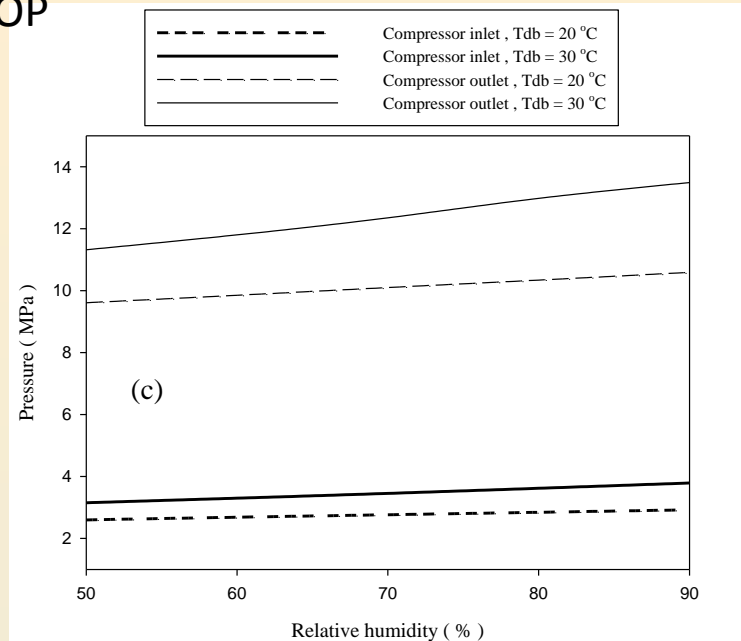 OP
Compressor inlet , Tdb = 20 °C
Compressor inlet , Tdb = 30 °C
Compressor outlet , Tdb = 20 °C
Compressor outlet , Tdb = 30 °C
14
12
10
8
6
4
2
Pressure ( MPa )
(c)
50 60 70 80 90
Relative humidity ( % )